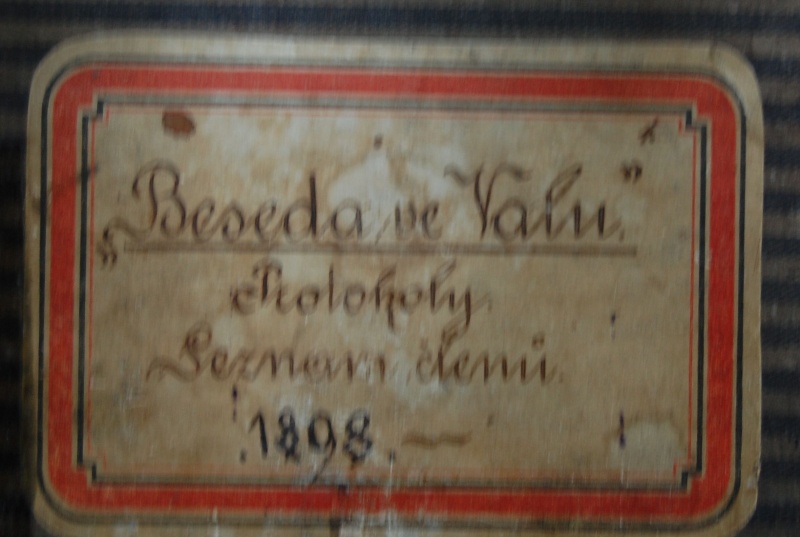 „Beseda ve Valu."
Protokoly.
Seznam členů.
1898. —